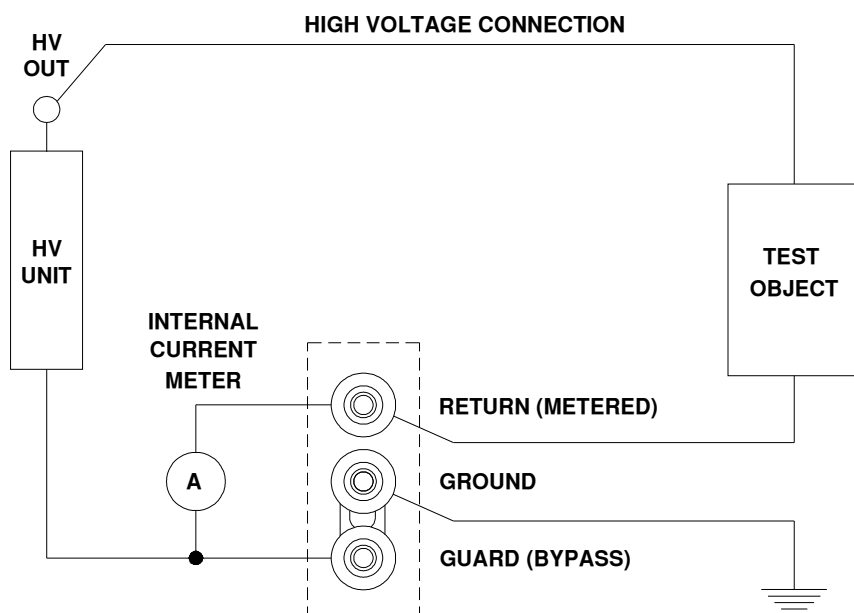 HIGH VOLTAGE CONNECTION
HV
OUT
HV
UNIT
TEST
OBJECT
INTERNAL
CURRENT
METER
RETURN (METERED)
A
GROUND
GUARD (BYPASS)